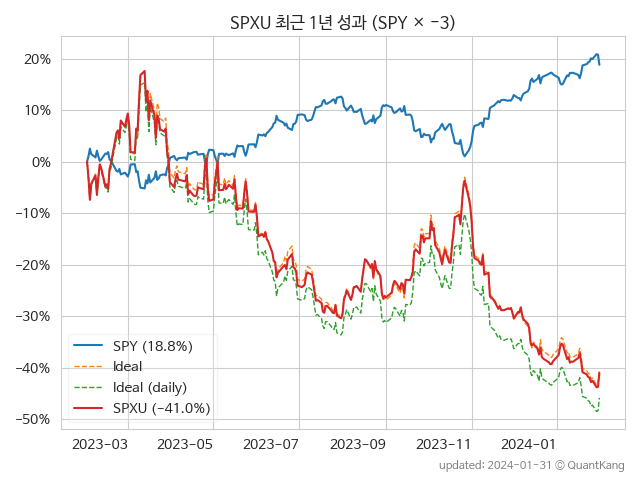 SPXU 최근 1년 성과 (SPY × −3)
20%
10%
0%
−10%
−20%
−30%
−40%
−50%
SPY (18.8%)
Ideal
Ideal (daily)
SPXU (−41.0%)
2023-03 2023-05 2023-07 2023-09 2023-11 2024-01
updated: 2024-01-31 © QuantKang